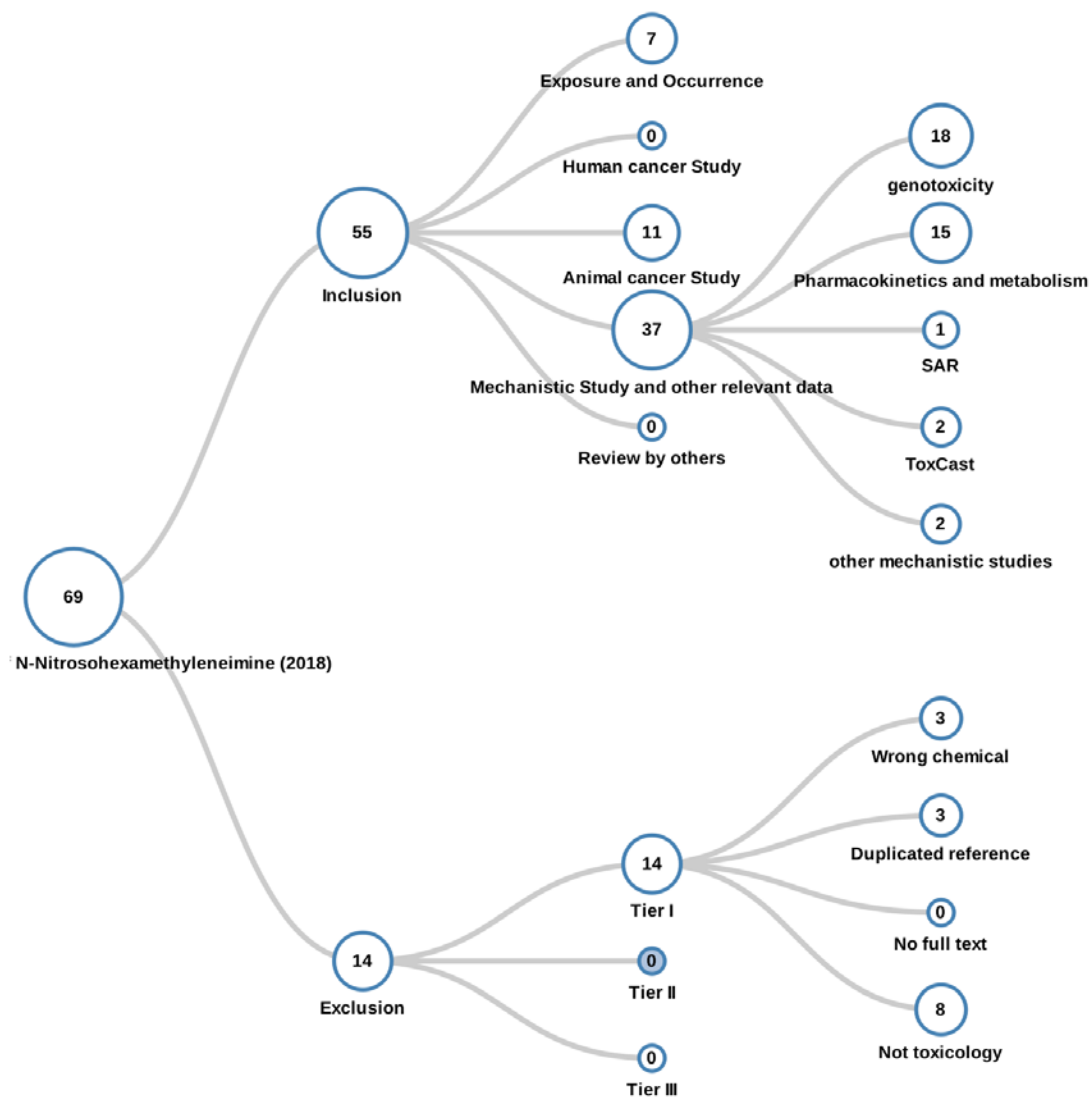 7
Exposure and Occurrence
0
Human cancer Study
18
genotoxicity
55
Inclusion
11
Animal cancer Study
15
Pharmacokinetics and metabolism
37
Mechanistic Study and other relevant data
1
SAR
0
Review by others
2
ToxCast
2
other mechanistic studies
69
N-Nitrosohexamethyleneimine (2018)
3
Wrong chemical
3
Duplicated reference
14
Tier I
0
No full text
14
Exclusion
0
Tier II
8
Not toxicology
0
Tier III